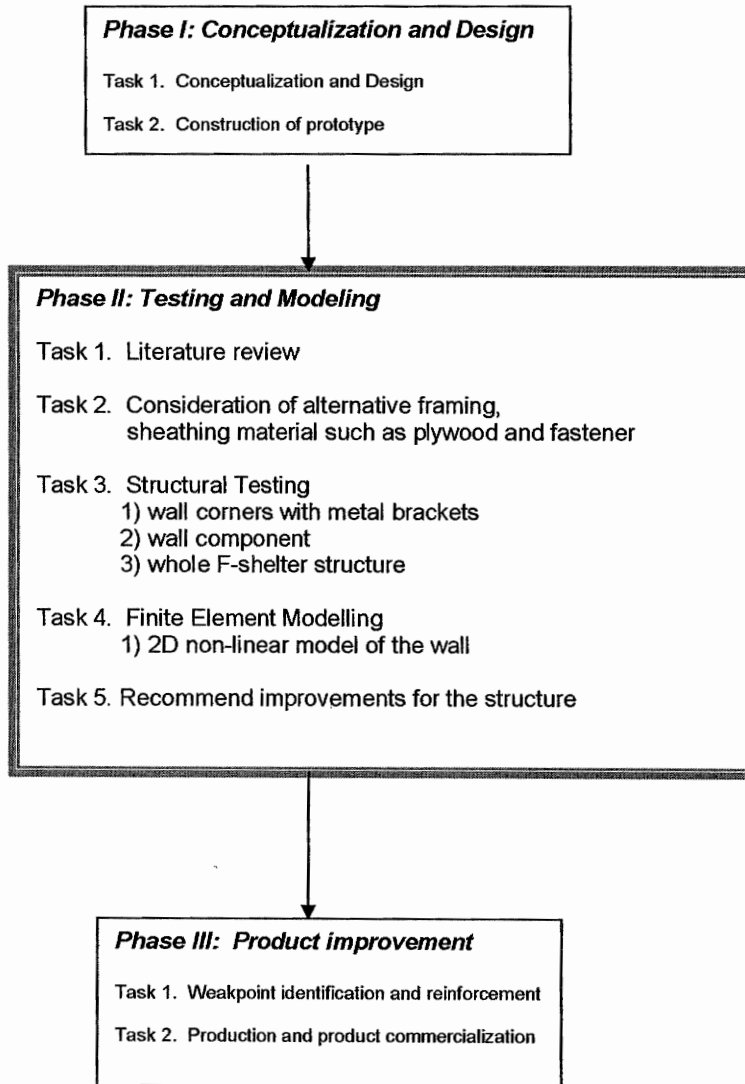 Phase I: Conceptualization and Design
Task 1. Conceptualization and Design
Task 2. Construction of prototype
Phase II: Testing and Modeling
Task 1. Literature review
Task 2. Consideration of alternative framing,
sheathing material such as plywood and fastener
Task 3. Structural Testing
1) wall corners with metal brackets
2) wall component
3) whole F-shelter structure
Task 4. Finite Element Modelling
1) 2D non-linear model of the wall
Task 5. Recommend improvements for the structure
Phase III: Product improvement
Task 1. Weakpoint identification and reinforcement
Task 2. Production and product commercialization